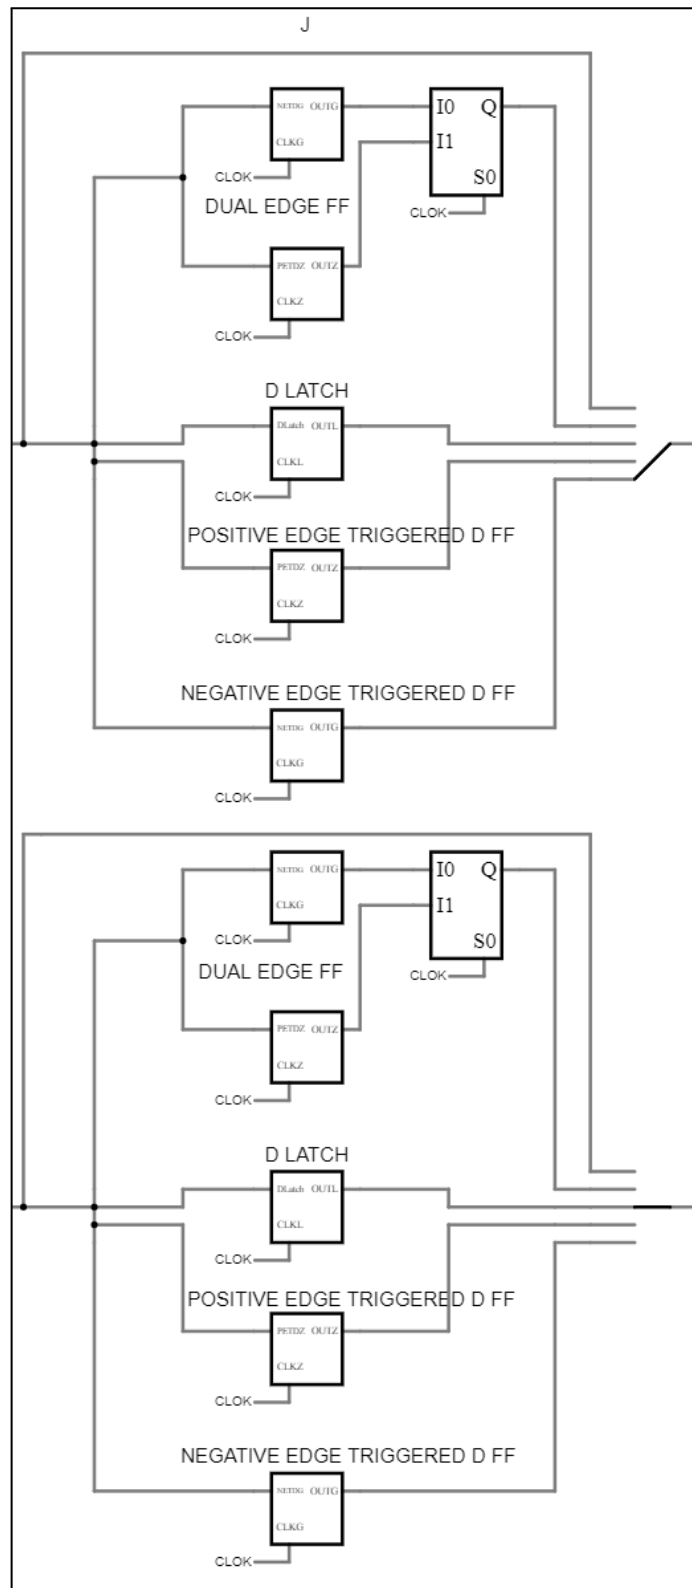 J
NETDG OUTG I0 Q
CLKG I1
CLOK S0
DUAL EDGE FF CLOK
PETDZ OUTZ
CLKZ
CLOK
D LATCH
DLatch OUTL
CLKL
CLOK
POSITIVE EDGE TRIGGERED D FF
PETDZ OUTZ
CLKZ
CLOK
NEGATIVE EDGE TRIGGERED D FF
NETDG OUTG
CLKG
CLOK
NETDG OUTG I0 Q
CLKG I1
CLOK S0
DUAL EDGE FF CLOK
PETDZ OUTZ
CLKZ
CLOK
D LATCH
DLatch OUTL
CLKL
CLOK
POSITIVE EDGE TRIGGERED D FF
PETDZ OUTZ
CLKZ
CLOK
NEGATIVE EDGE TRIGGERED D FF
NETDG OUTG
CLKG
CLOK